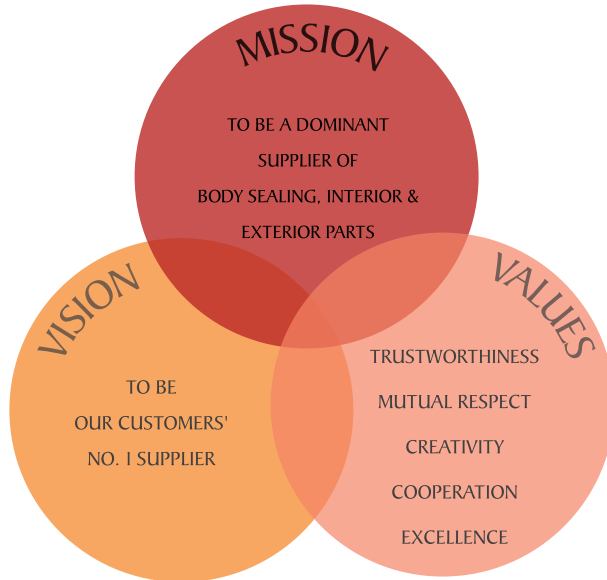 MISSION
TO BE A DOMINANT
SUPPLIER OF
BODY SEALING, INTERIOR &
EXTERIOR PARTS
VISION
TO BE
OUR CUSTOMERS'
NO. I SUPPLIER
VALUES
TRUSTWORTHINESS
MUTUAL RESPECT
CREATIVITY
COOPERATION
EXCELLENCE